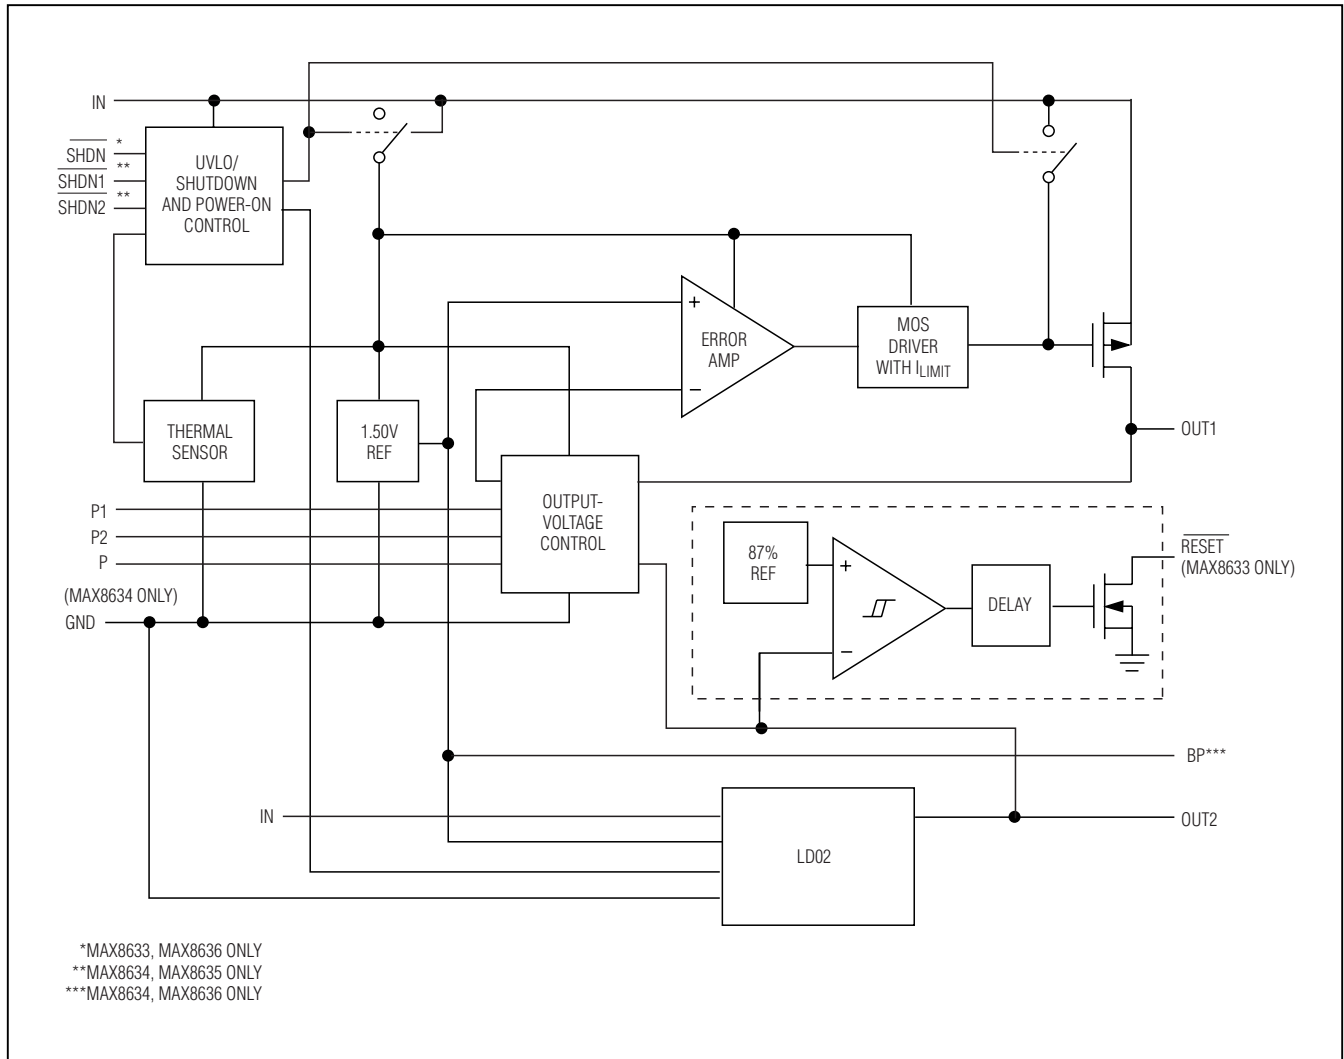 IN
SHDN *
SHDN1 **
SHDN2 **
UVLO/
SHUTDOWN
AND POWER-ON
CONTROL
+
ERROR
AMP
−
MOS
DRIVER
WITH ILIMIT
THERMAL
SENSOR
1.50V
REF
OUT1
OUTPUT-
VOLTAGE
CONTROL
P1
P2
P
(MAX8634 ONLY)
GND
87%
REF
+
−
DELAY
RESET
(MAX8633 ONLY)
BP***
IN
LD02
OUT2
*MAX8633, MAX8636 ONLY
**MAX8634, MAX8635 ONLY
***MAX8634, MAX8636 ONLY